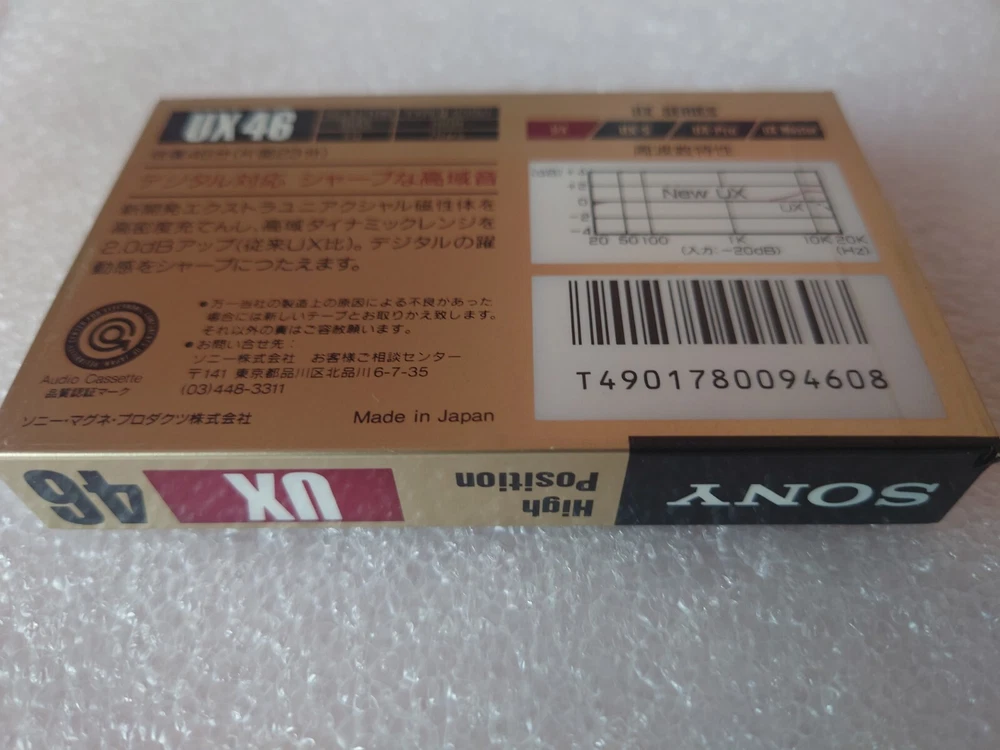 UX 46
デジタル対応 シャープな高域音
新開発エクストラユニアクシャル磁性体を
高密度充てんし、高域ダイナミックレンジを
2.0dBアップ(従来UX比)。デジタルの躍
動感をシャープにつたえます。
●万一当社の製造上の原因による不良があった
場合には新しいテープとお取りかえ致します。
それ以外の責はご容赦願います。
●お問い合せ先：
ソニー株式会社 お客様ご相談センター
〒141 東京都品川区北品川6-7-35
(03)448-3311
Audio Cassette
品質認証マーク
ソニー・マグネ・プロダクツ株式会社
Made in Japan
UX SERIES
UX UX-S UX-Pro UX-Master
周波数特性
(dB) +4
+2
0
−2
−4
New UX
UX
20 50 100 1K 10K 20K
(入力：−20dB) (Hz)
T4901780094608
SONY
High
Position
UX
46